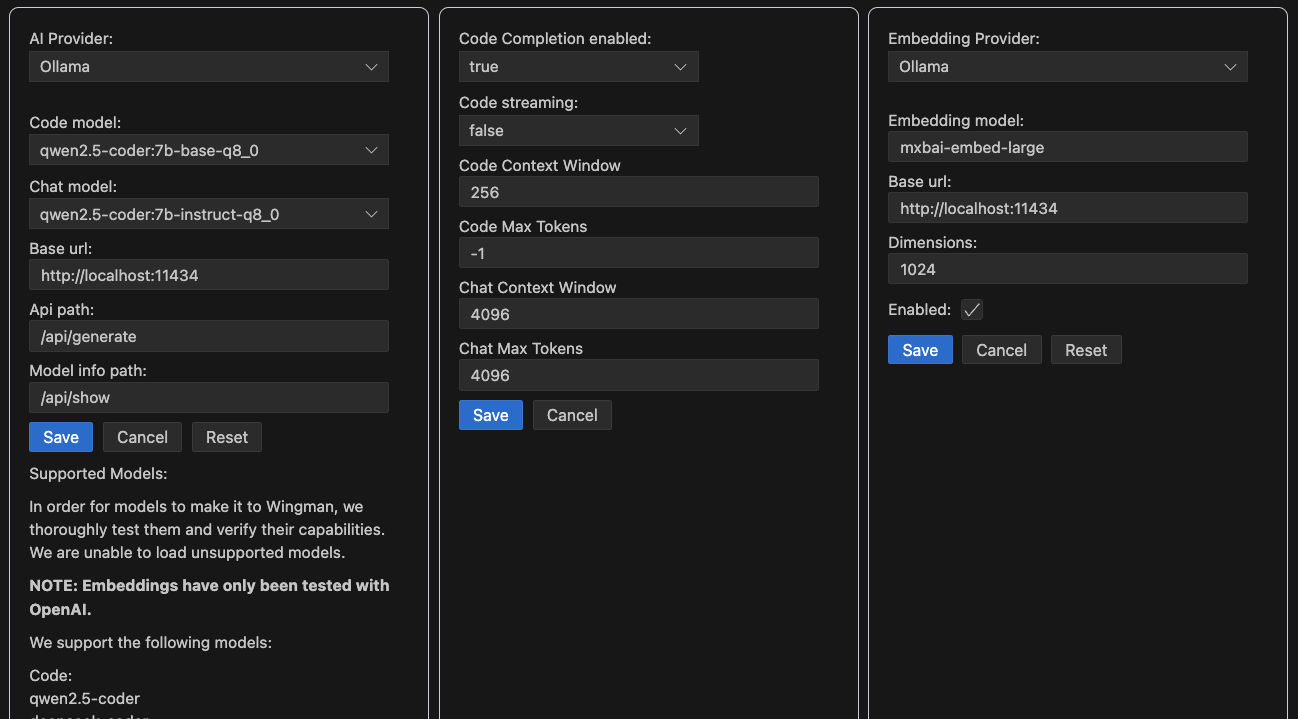 AI Provider:
Ollama
Code model:
qwen2.5-coder:7b-base-q8_0
Chat model:
qwen2.5-coder:7b-instruct-q8_0
Base url:
http://localhost:11434
Api path:
/api/generate
Model info path:
/api/show
Save Cancel Reset
Supported Models:
In order for models to make it to Wingman, we
thoroughly test them and verify their capabilities.
We are unable to load unsupported models.
NOTE: Embeddings have only been tested with
OpenAI.
We support the following models:
Code:
qwen2.5-coder
Code Completion enabled:
true
Code streaming:
false
Code Context Window
256
Code Max Tokens
-1
Chat Context Window
4096
Chat Max Tokens
4096
Save Cancel
Embedding Provider:
Ollama
Embedding model:
mxbai-embed-large
Base url:
http://localhost:11434
Dimensions:
1024
Enabled:
Save Cancel Reset